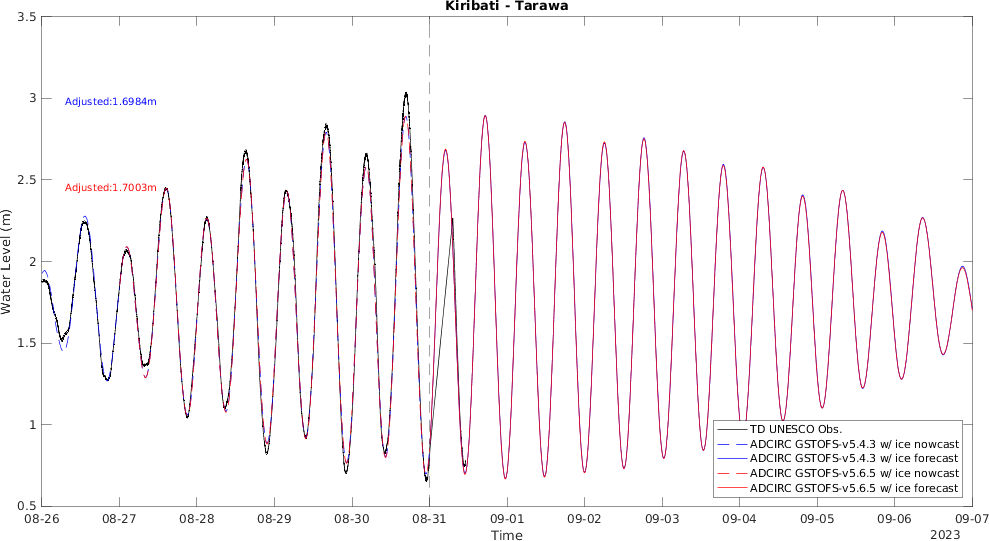 Kiribati - Tarawa
3.5
3
2.5
2
1.5
1
0.5
Water Level (m)
Adjusted:1.6984m
Adjusted:1.7003m
TD UNESCO Obs.
ADCIRC GSTOFS-v5.4.3 w/ ice nowcast
ADCIRC GSTOFS-v5.4.3 w/ ice forecast
ADCIRC GSTOFS-v5.6.5 w/ ice nowcast
ADCIRC GSTOFS-v5.6.5 w/ ice forecast
08-26 08-27 08-28 08-29 08-30 08-31 09-01 09-02 09-03 09-04 09-05 09-06 09-07
Time
2023